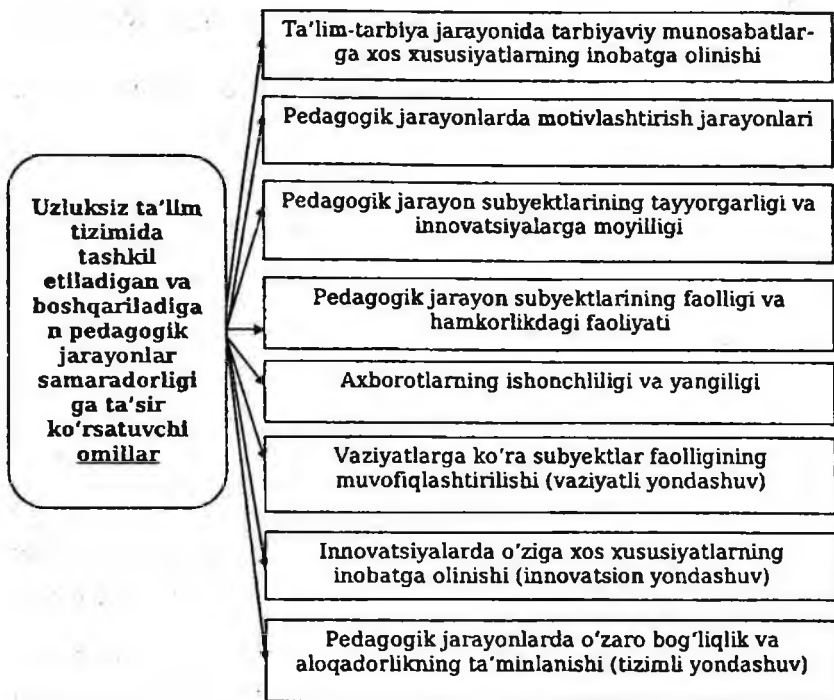 Uzluksiz ta'lim
tizimida
tashkil
etiladigan va
boshqariladiga
n pedagogik
jarayonlar
samaradorligi
ga ta'sir
ko'rsatuvchi
omillar
Ta'lim-tarbiya jarayonida tarbiyaviy munosabatlar-
ga xos xususiyatlarning inobatga olinishi
Pedagogik jarayonlarda motivlashtirish jarayonlari
Pedagogik jarayon subyektlarining tayyorgarligi va
innovatsiyalarga moyilligi
Pedagogik jarayon subyektlarining faolligi va
hamkorlikdagi faoliyati
Axborotlarning ishonchliligi va yangiligi
Vaziyatlarga ko'ra subyektlar faolligining
muvofiqlashtirilishi (vaziyatli yondashuv)
Innovatsiyalarda o'ziga xos xususiyatlarning
inobatga olinishi (innovatsion yondashuv)
Pedagogik jarayonlarda o'zaro bog'liqlik va
aloqadorlikning ta'minlanishi (tizimli yondashuv)